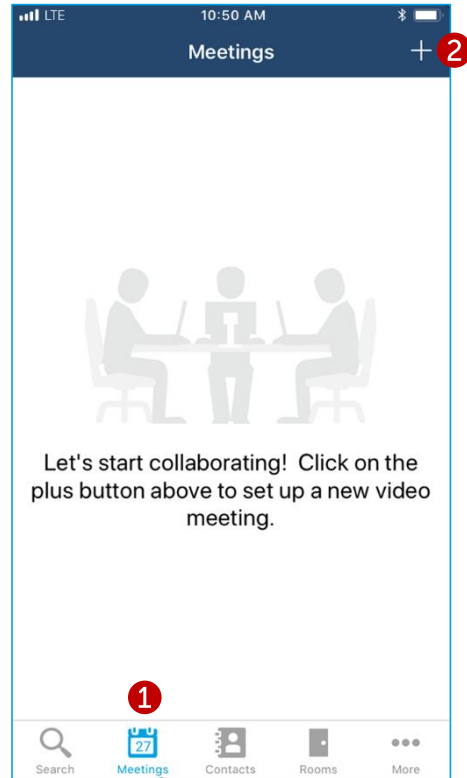 LTE 10:50 AM
Meetings + 2
Let's start collaborating! Click on the
plus button above to set up a new video
meeting.
1
27
Search Meetings Contacts Rooms More